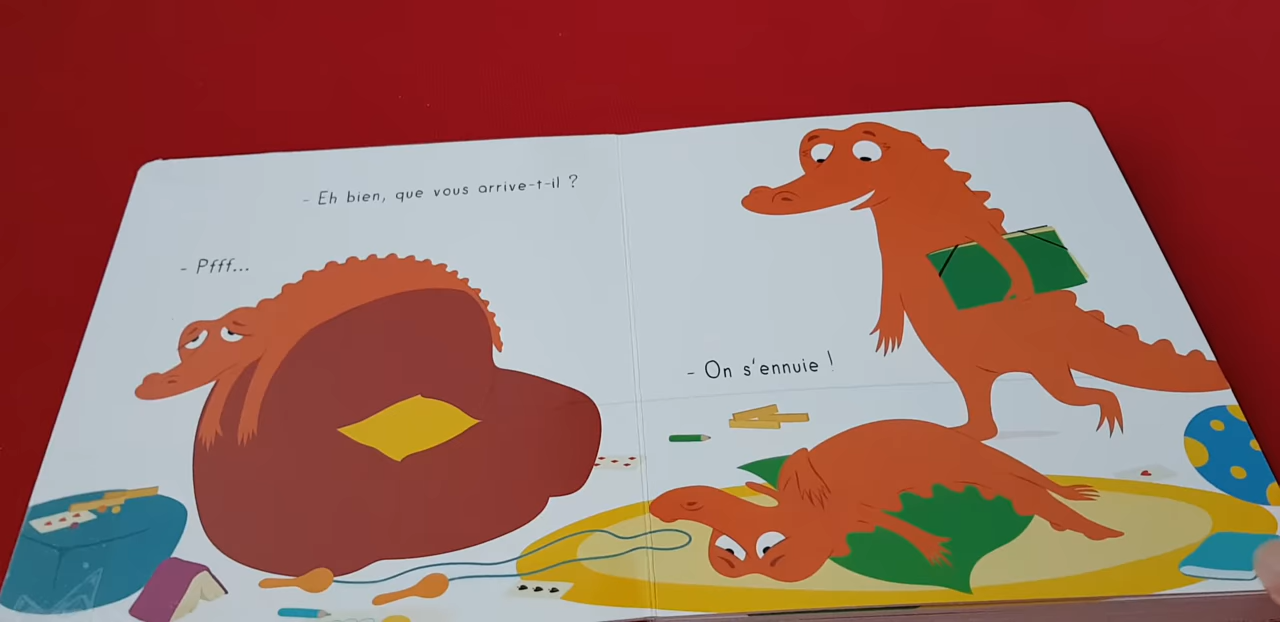 - Eh bien, que vous arrive-t-il ?
- Pfff...
- On s'ennuie !